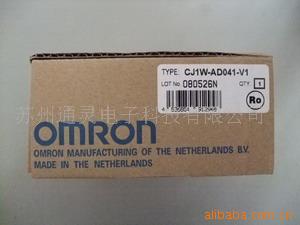 TYPE: CJ1W-AD041-V1
LOT No 080526N QTY 1
Ro
苏州通灵电子科技有限公司
OMRON
OMRON MANUFACTURING OF THE NETHERLANDS B.V.
MADE IN THE NETHERLANDS
Alibaba.com.cn